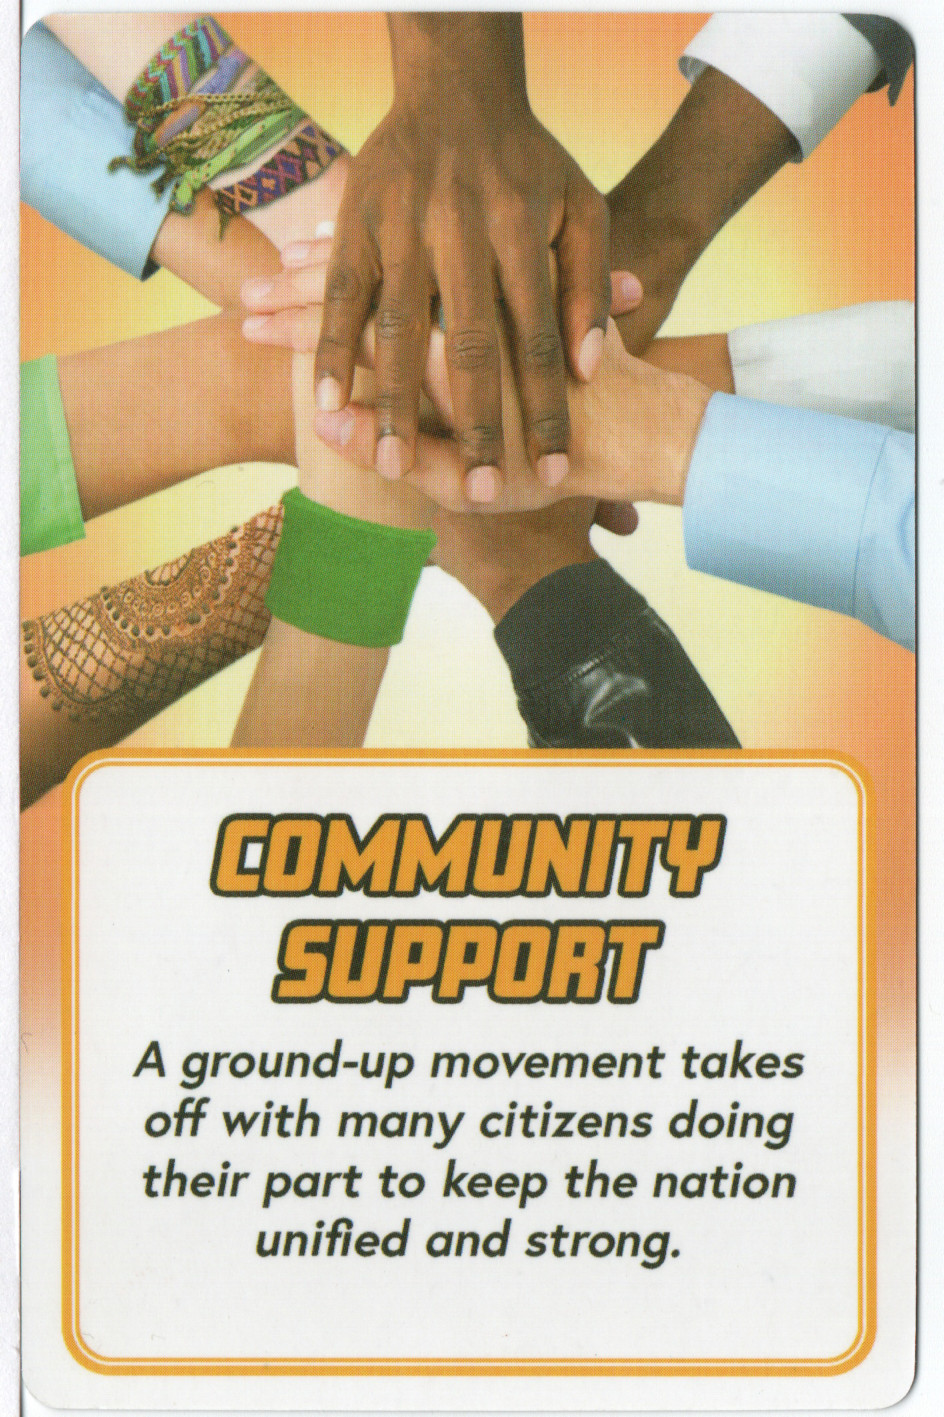 COMMUNITY
SUPPORT
A ground-up movement takes
off with many citizens doing
their part to keep the nation
unified and strong.